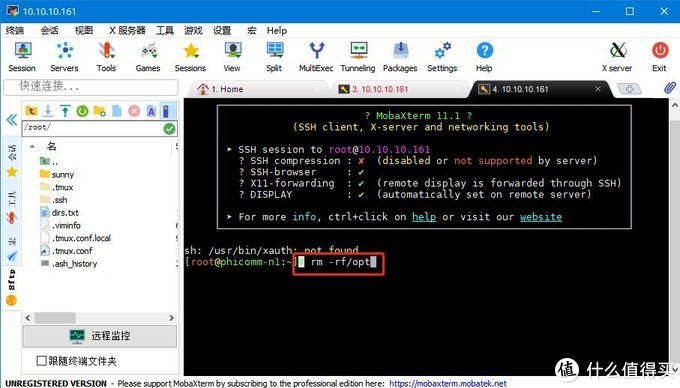 10.10.10.161
终端 会话 视图 X 服务器 工具 游戏 设置 宏 Help
Session Servers Tools Games Sessions View Split MultiExec Tunneling Packages Settings Help X server Exit
快速连接...
1. Home
3. 10.10.10.161
4. 10.10.10.161
/root/
名
..
sunny
.tmux
.ssh
dirs.txt
.viminfo
.tmux.conf.local
.tmux.conf
.ash_history
会话
工具
宏
Sftp
远程监控
跟随终端文件夹
? MobaXterm 11.1 ?
(SSH client, X-server and networking tools)
➤ SSH session to root@10.10.10.161
? SSH compression : ✘ (disabled or not supported by server)
? SSH-browser : ✔
? X11-forwarding : ✔ (remote display is forwarded through SSH)
? DISPLAY : ✔ (automatically set on remote server)
➤ For more info, ctrl+click on help or visit our website
sh: /usr/bin/xauth: not found
[root@phicomm-n1:~]# rm -rf/opt
UNREGISTERED VERSION - Please support MobaXterm by subscribing to the professional edition here: https://mobaxterm.mobatek.net
值 什么值得买